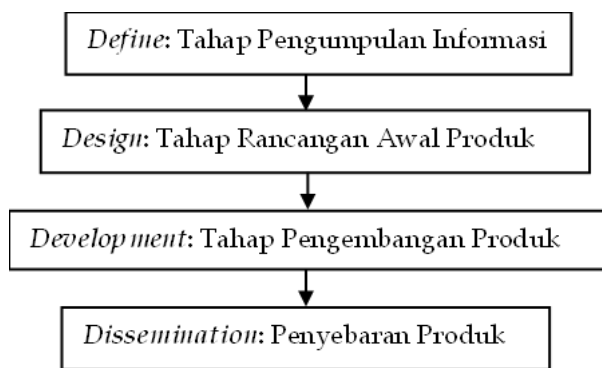 Define: Tahap Pengumpulan Informasi
Design: Tahap Rancangan Awal Produk
Development: Tahap Pengembangan Produk
Dissemination: Penyebaran Produk